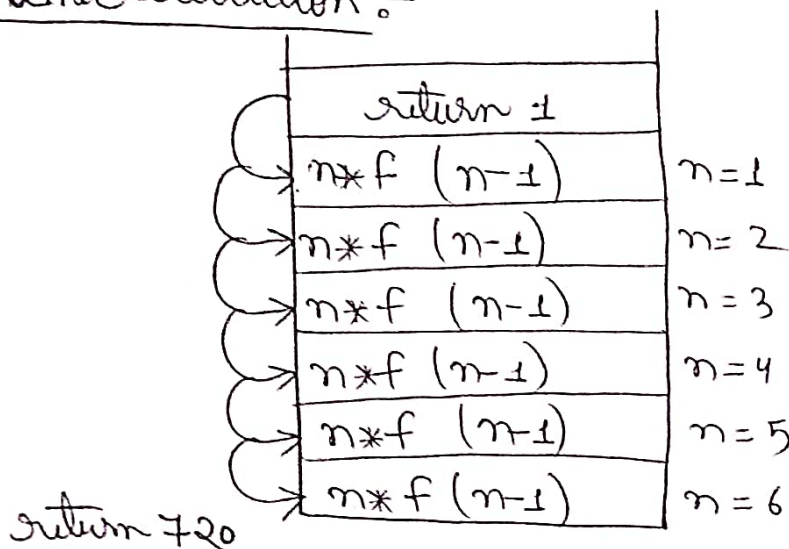 return 1
n*f (n-1) n=1
n*f (n-1) n=2
n*f (n-1) n=3
n*f (n-1) n=4
n*f (n-1) n=5
n*f (n-1) n=6
return 720